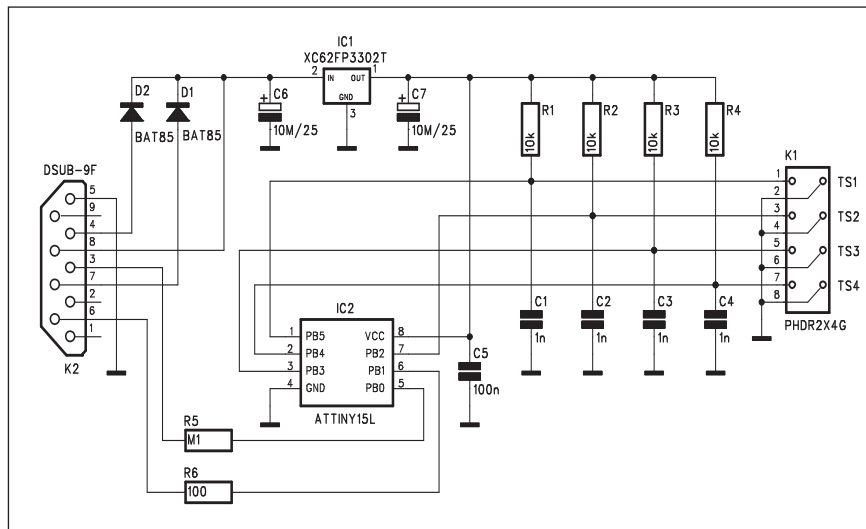 IC1
XC62FP3302T
2 IN OUT 1
GND
3
D2
D1
BAT85
BAT85
+ C6
10M/25
+ C7
10M/25
R1
10k
R2
10k
R3
10k
R4
10k
K1
1
2
3
4
5
6
7
8
TS1
TS2
TS3
TS4
PHDR2X4G
DSUB-9F
5
9
4
8
3
7
2
6
1
K2
IC2
1 PB5 VCC 8
2 PB4 PB2 7
3 PB3 PB1 6
4 GND PB0 5
ATTINY15L
C5
100n
C1
1n
C2
1n
C3
1n
C4
1n
R5
M1
R6
100